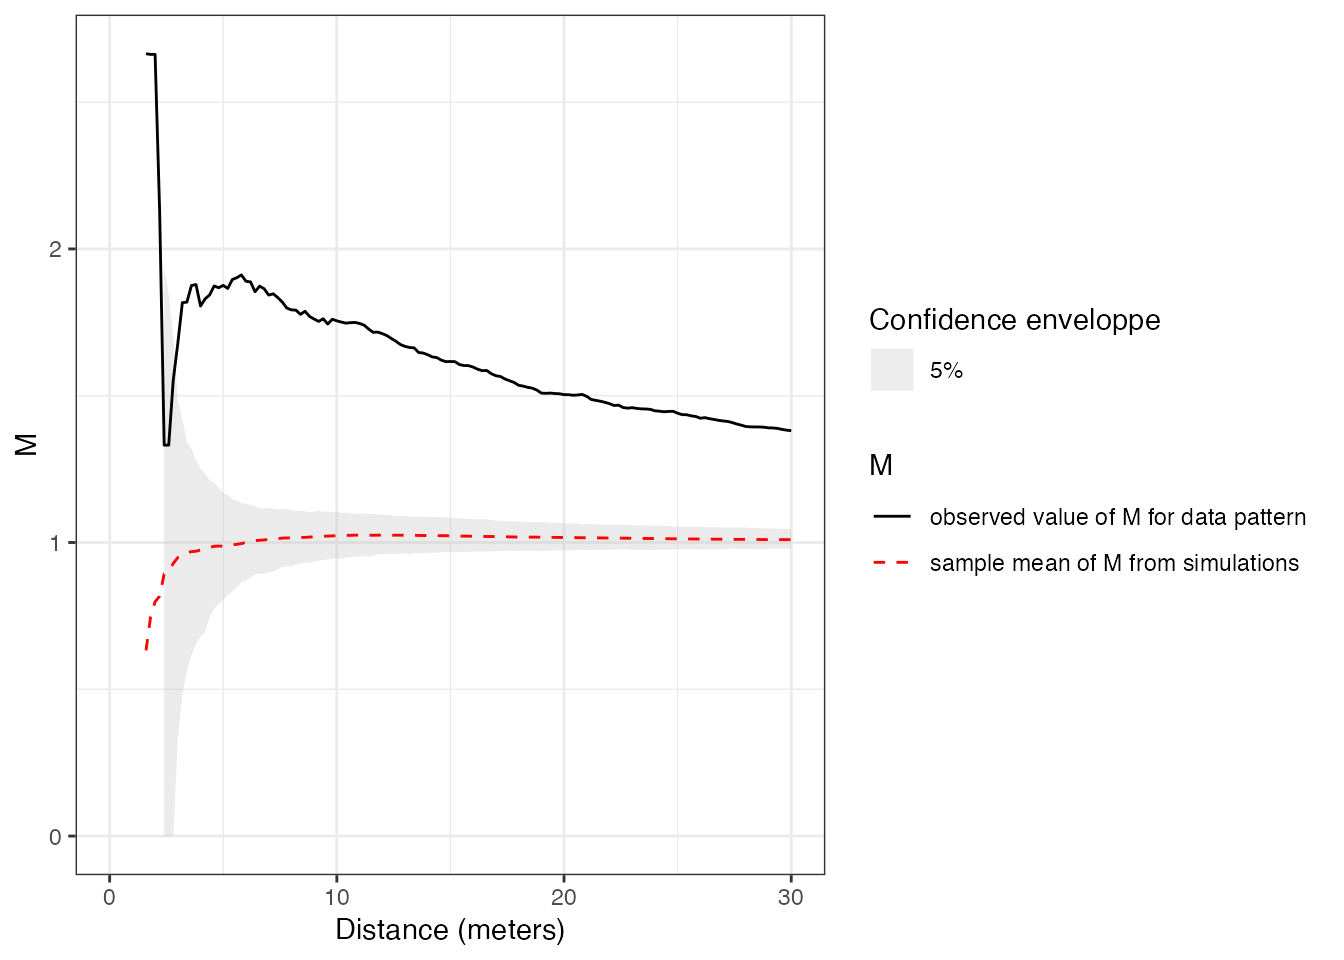 2
1
0
M
0
10
20
30
Distance (meters)
Confidence enveloppe
5%
M
observed value of M for data pattern
sample mean of M from simulations